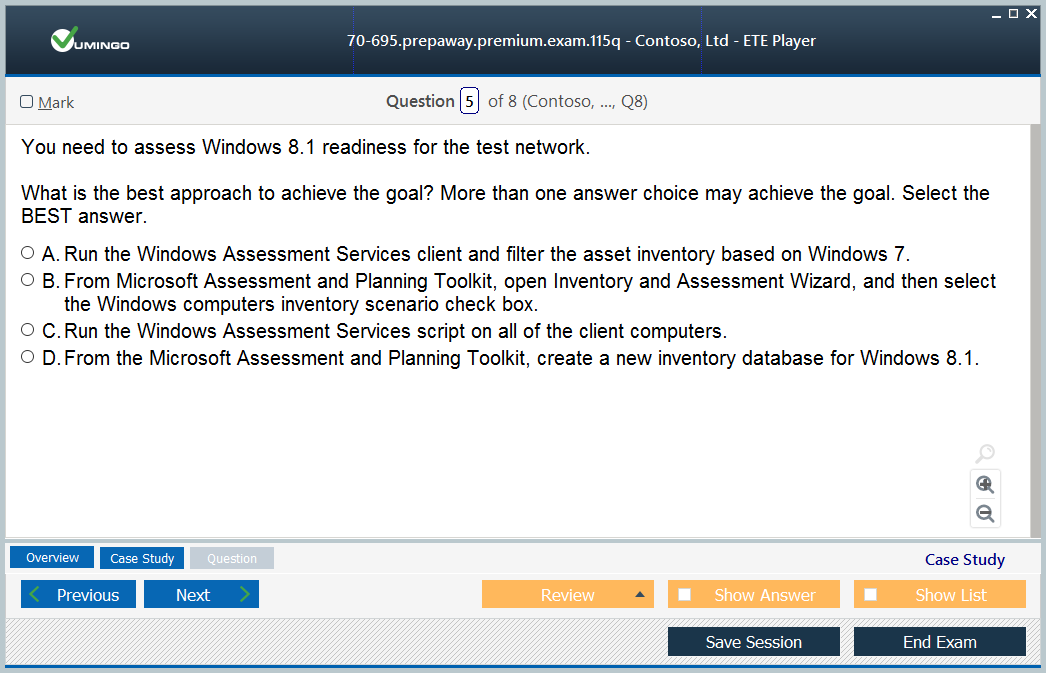 VUMINGO
70-695.prepaway.premium.exam.115q - Contoso, Ltd - ETE Player
Mark
Question 5 of 8 (Contoso, ..., Q8)
You need to assess Windows 8.1 readiness for the test network.
What is the best approach to achieve the goal? More than one answer choice may achieve the goal. Select the
BEST answer.
A. Run the Windows Assessment Services client and filter the asset inventory based on Windows 7.
B. From Microsoft Assessment and Planning Toolkit, open Inventory and Assessment Wizard, and then select
the Windows computers inventory scenario check box.
C. Run the Windows Assessment Services script on all of the client computers.
D. From the Microsoft Assessment and Planning Toolkit, create a new inventory database for Windows 8.1.
Overview Case Study Question Case Study
Previous Next Review Show Answer Show List
Save Session End Exam